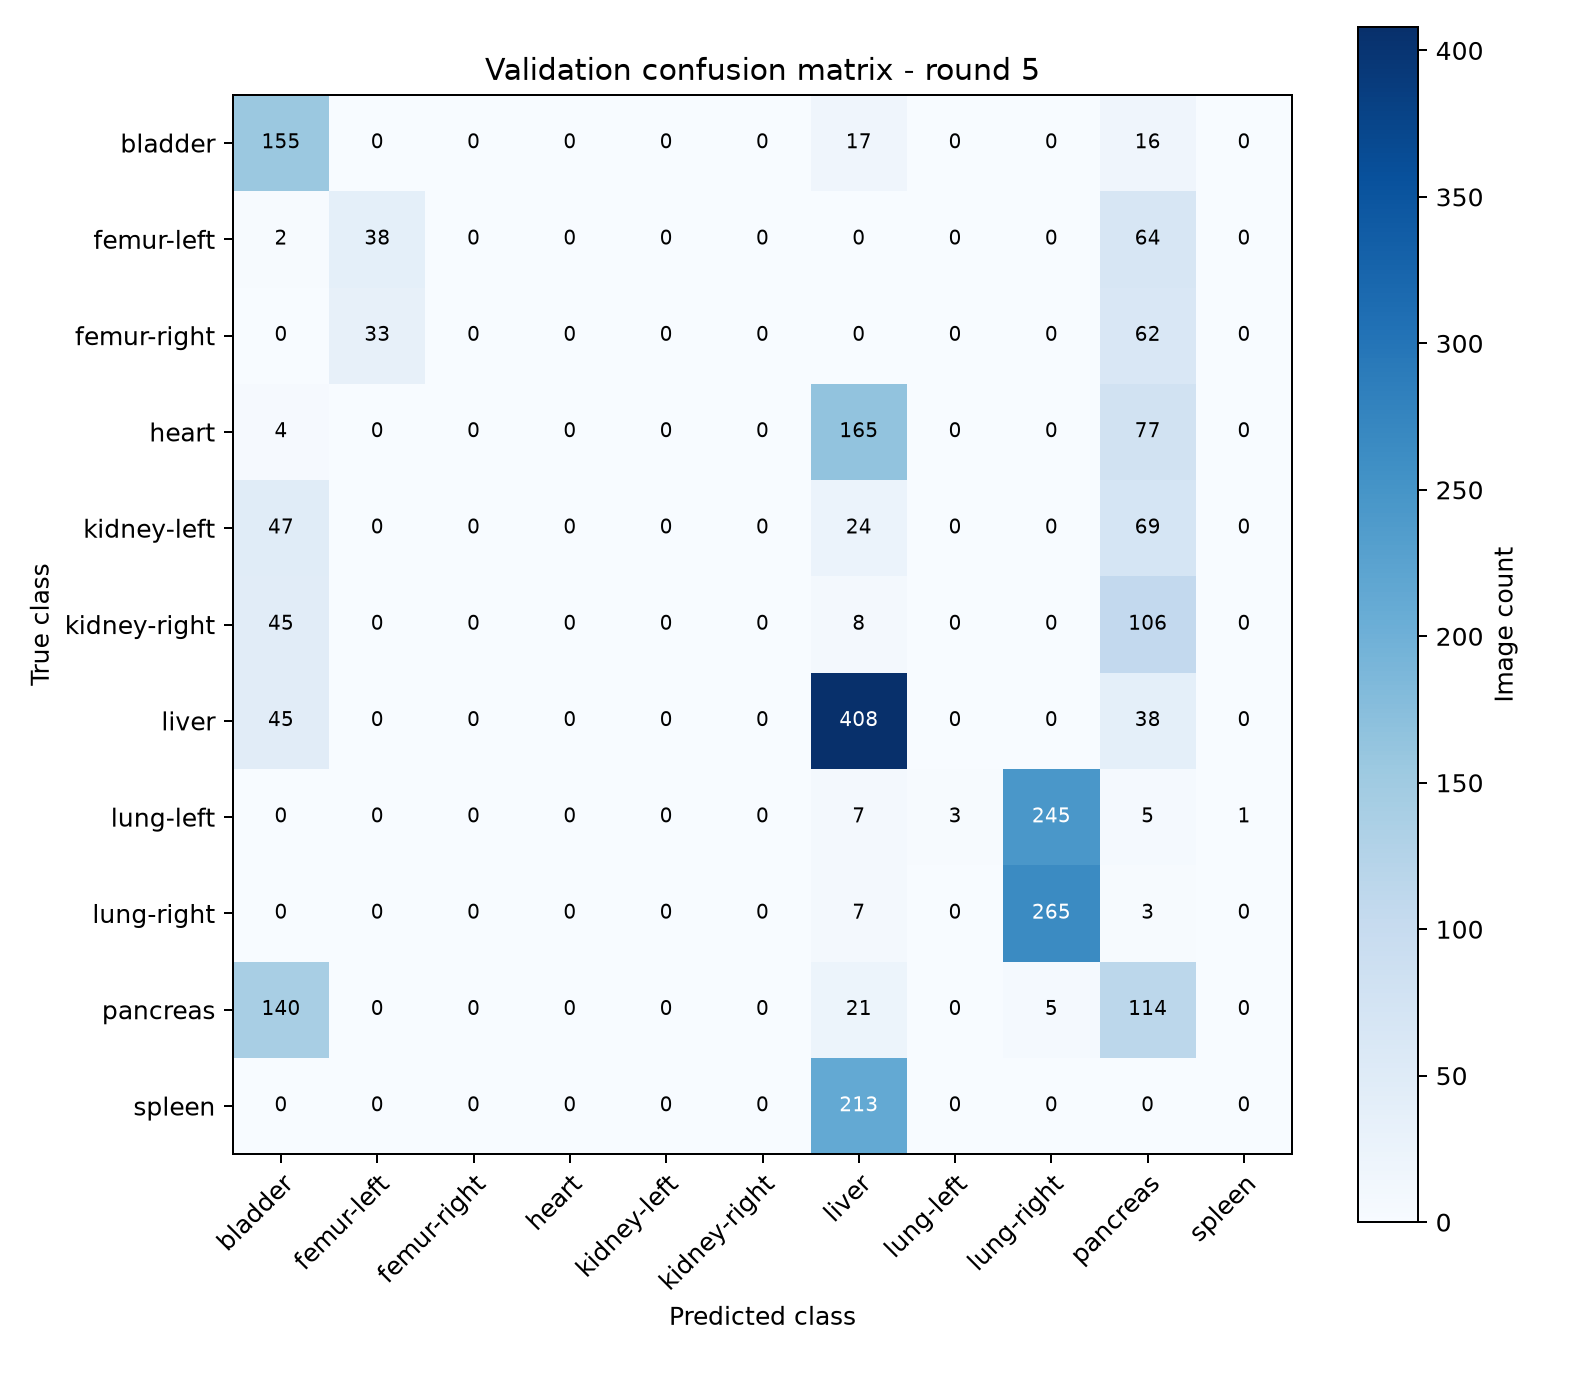 Validation confusion matrix - round 5
bladder 155 0 0 0 0 0 17 0 0 16 0
femur-left 2 38 0 0 0 0 0 0 0 64 0
femur-right 0 33 0 0 0 0 0 0 0 62 0
heart 4 0 0 0 0 0 165 0 0 77 0
kidney-left 47 0 0 0 0 0 24 0 0 69 0
kidney-right 45 0 0 0 0 0 8 0 0 106 0
liver 45 0 0 0 0 0 408 0 0 38 0
lung-left 0 0 0 0 0 0 7 3 245 5 1
lung-right 0 0 0 0 0 0 7 0 265 3 0
pancreas 140 0 0 0 0 0 21 0 5 114 0
spleen 0 0 0 0 0 0 213 0 0 0 0
True class
bladder femur-left femur-right heart kidney-left kidney-right liver lung-left lung-right pancreas spleen
Predicted class
400
350
300
250
200
150
100
50
0
Image count